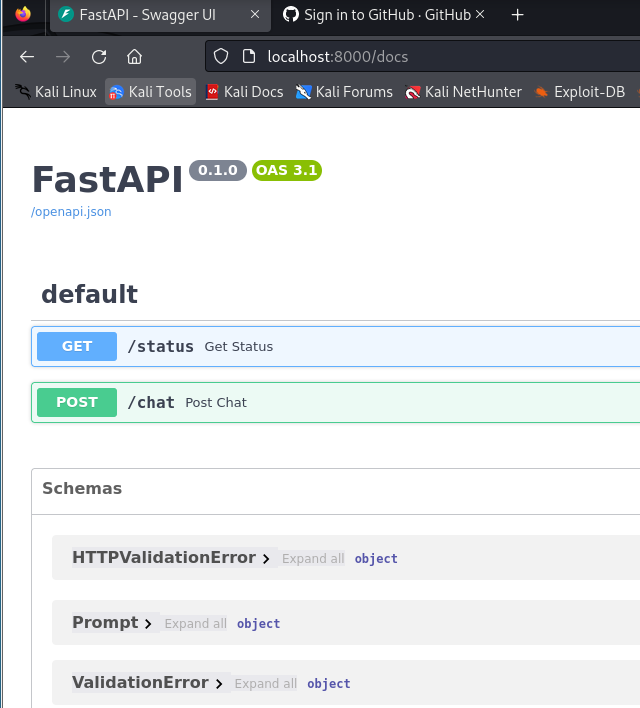 FastAPI - Swagger UI
Sign in to GitHub · GitHub
localhost:8000/docs
Kali Linux Kali Tools Kali Docs Kali Forums Kali NetHunter Exploit-DB
FastAPI 0.1.0 OAS 3.1
/openapi.json
default
GET /status Get Status
POST /chat Post Chat
Schemas
HTTPValidationError Expand all object
Prompt Expand all object
ValidationError Expand all object